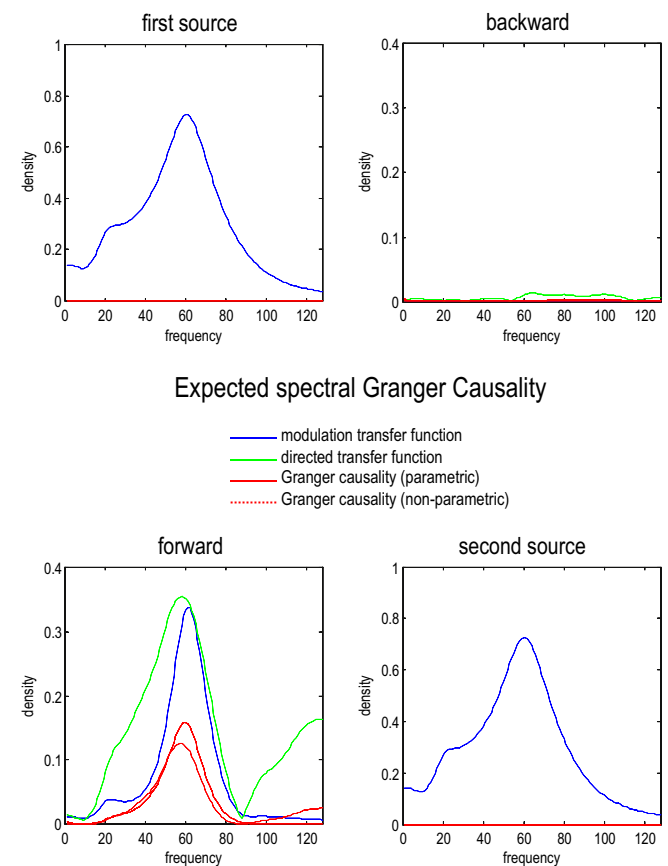 first source
backward
1
0.8
0.6
0.4
0.2
0
density
0 20 40 60 80 100 120
frequency
0.4
0.3
0.2
0.1
0
density
0 20 40 60 80 100 120
frequency
Expected spectral Granger Causality
modulation transfer function
directed transfer function
Granger causality (parametric)
Granger causality (non-parametric)
forward
second source
0.4
0.3
0.2
0.1
0
density
0 20 40 60 80 100 120
frequency
1
0.8
0.6
0.4
0.2
0
density
0 20 40 60 80 100 120
frequency